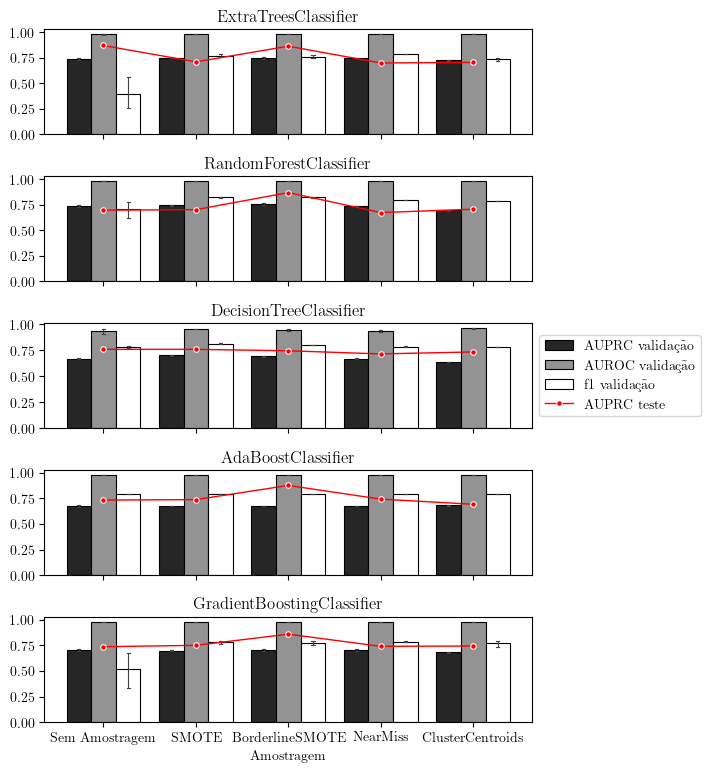 ExtraTreesClassifier
1.00
0.75
0.50
0.25
0.00
RandomForestClassifier
1.00
0.75
0.50
0.25
0.00
DecisionTreeClassifier
1.00
0.75
0.50
0.25
0.00
AUPRC validação
AUROC validação
f1 validação
AUPRC teste
AdaBoostClassifier
1.00
0.75
0.50
0.25
0.00
GradientBoostingClassifier
1.00
0.75
0.50
0.25
0.00
Sem Amostragem SMOTE BorderlineSMOTE NearMiss ClusterCentroids
Amostragem